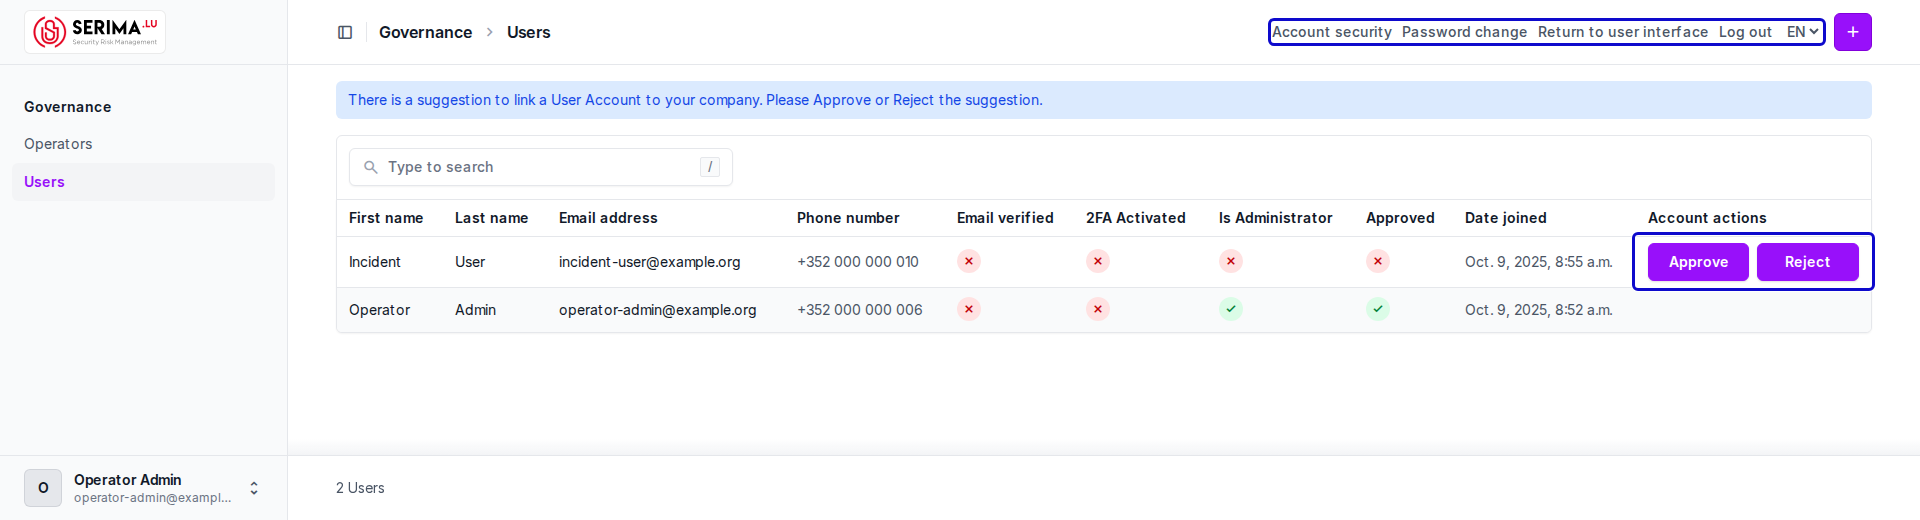 SERIMA.LU
Security Risk Management
Governance
Operators
Users
Operator Admin
operator-admin@exampl...
Governance > Users
Account security Password change Return to user interface Log out EN
+
There is a suggestion to link a User Account to your company. Please Approve or Reject the suggestion.
Type to search /
First name Last name Email address Phone number Email verified 2FA Activated Is Administrator Approved Date joined Account actions
Incident User incident-user@example.org +352 000 000 010 Oct. 9, 2025, 8:55 a.m. Approve Reject
Operator Admin operator-admin@example.org +352 000 000 006 Oct. 9, 2025, 8:52 a.m.
O
2 Users